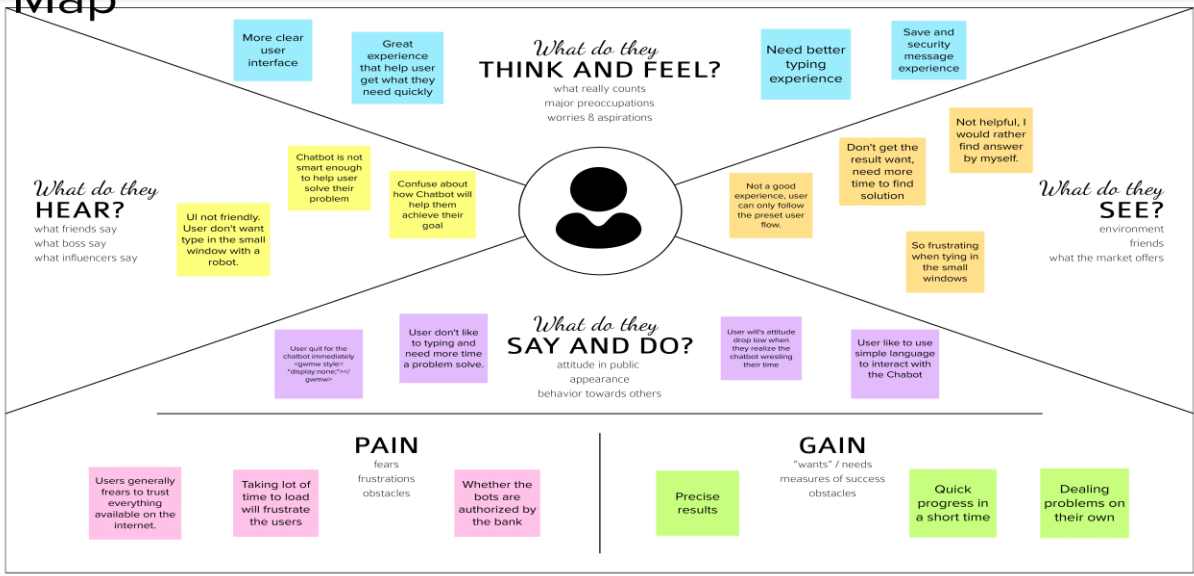 Map
More clear
user
interface
Great
experience
that help user
get what they
need quickly
What do they
THINK AND FEEL?
what really counts
major preoccupations
worries & aspirations
Need better
typing
experience
Save and
security
message
experience
What do they
HEAR?
what friends say
what boss say
what influencers say
UI not friendly.
User don't want
type in the small
window with a
robot.
Chatbot is not
smart enough
to help user
solve their
problem
Confuse about
how Chatbot will
help them
achieve their
goal
Not a good
experience, user
can only follow
the preset user
flow.
Don't get the
result want,
need more
time to find
solution
Not helpful, I
would rather
find answer
by myself.
So frustrating
when tying in
the small
windows
What do they
SEE?
environment
friends
what the market offers
User quit for the
chatbot immediately
<gwmw style=
"display:none;"></
gwmw>
User don't like
to typing and
need more time
a problem solve.
What do they
SAY AND DO?
attitude in public
appearance
behavior towards others
User will's attitude
drop low when
they realize the
chatbot wresting
their time
User like to use
simple language
to interact with
the Chabot
PAIN
fears
frustrations
obstacles
Users generally
frears to trust
everything
available on the
internet.
Taking lot of
time to load
will frustrate
the users
Whether the
bots are
authorized by
the bank
GAIN
"wants" / needs
measures of success
obstacles
Precise
results
Quick
progress in
a short time
Dealing
problems on
their own